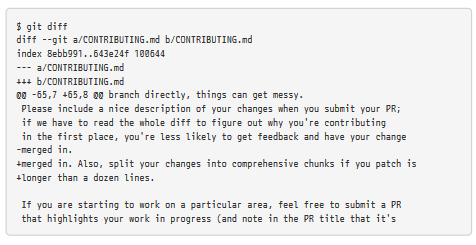 $ git diff
diff --git a/CONTRIBUTING.md b/CONTRIBUTING.md
index 8ebb991..643e24f 100644
--- a/CONTRIBUTING.md
+++ b/CONTRIBUTING.md
@@ -65,7 +65,8 @@ branch directly, things can get messy.
 Please include a nice description of your changes when you submit your PR;
 if we have to read the whole diff to figure out why you're contributing
 in the first place, you're less likely to get feedback and have your change
-merged in.
+merged in. Also, split your changes into comprehensive chunks if you patch is
+longer than a dozen lines.

 If you are starting to work on a particular area, feel free to submit a PR
 that highlights your work in progress (and note in the PR title that it's